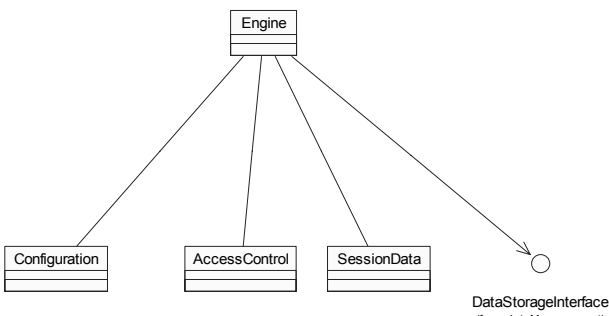 Engine
Configuration
AccessControl
SessionData
DataStorageInterface